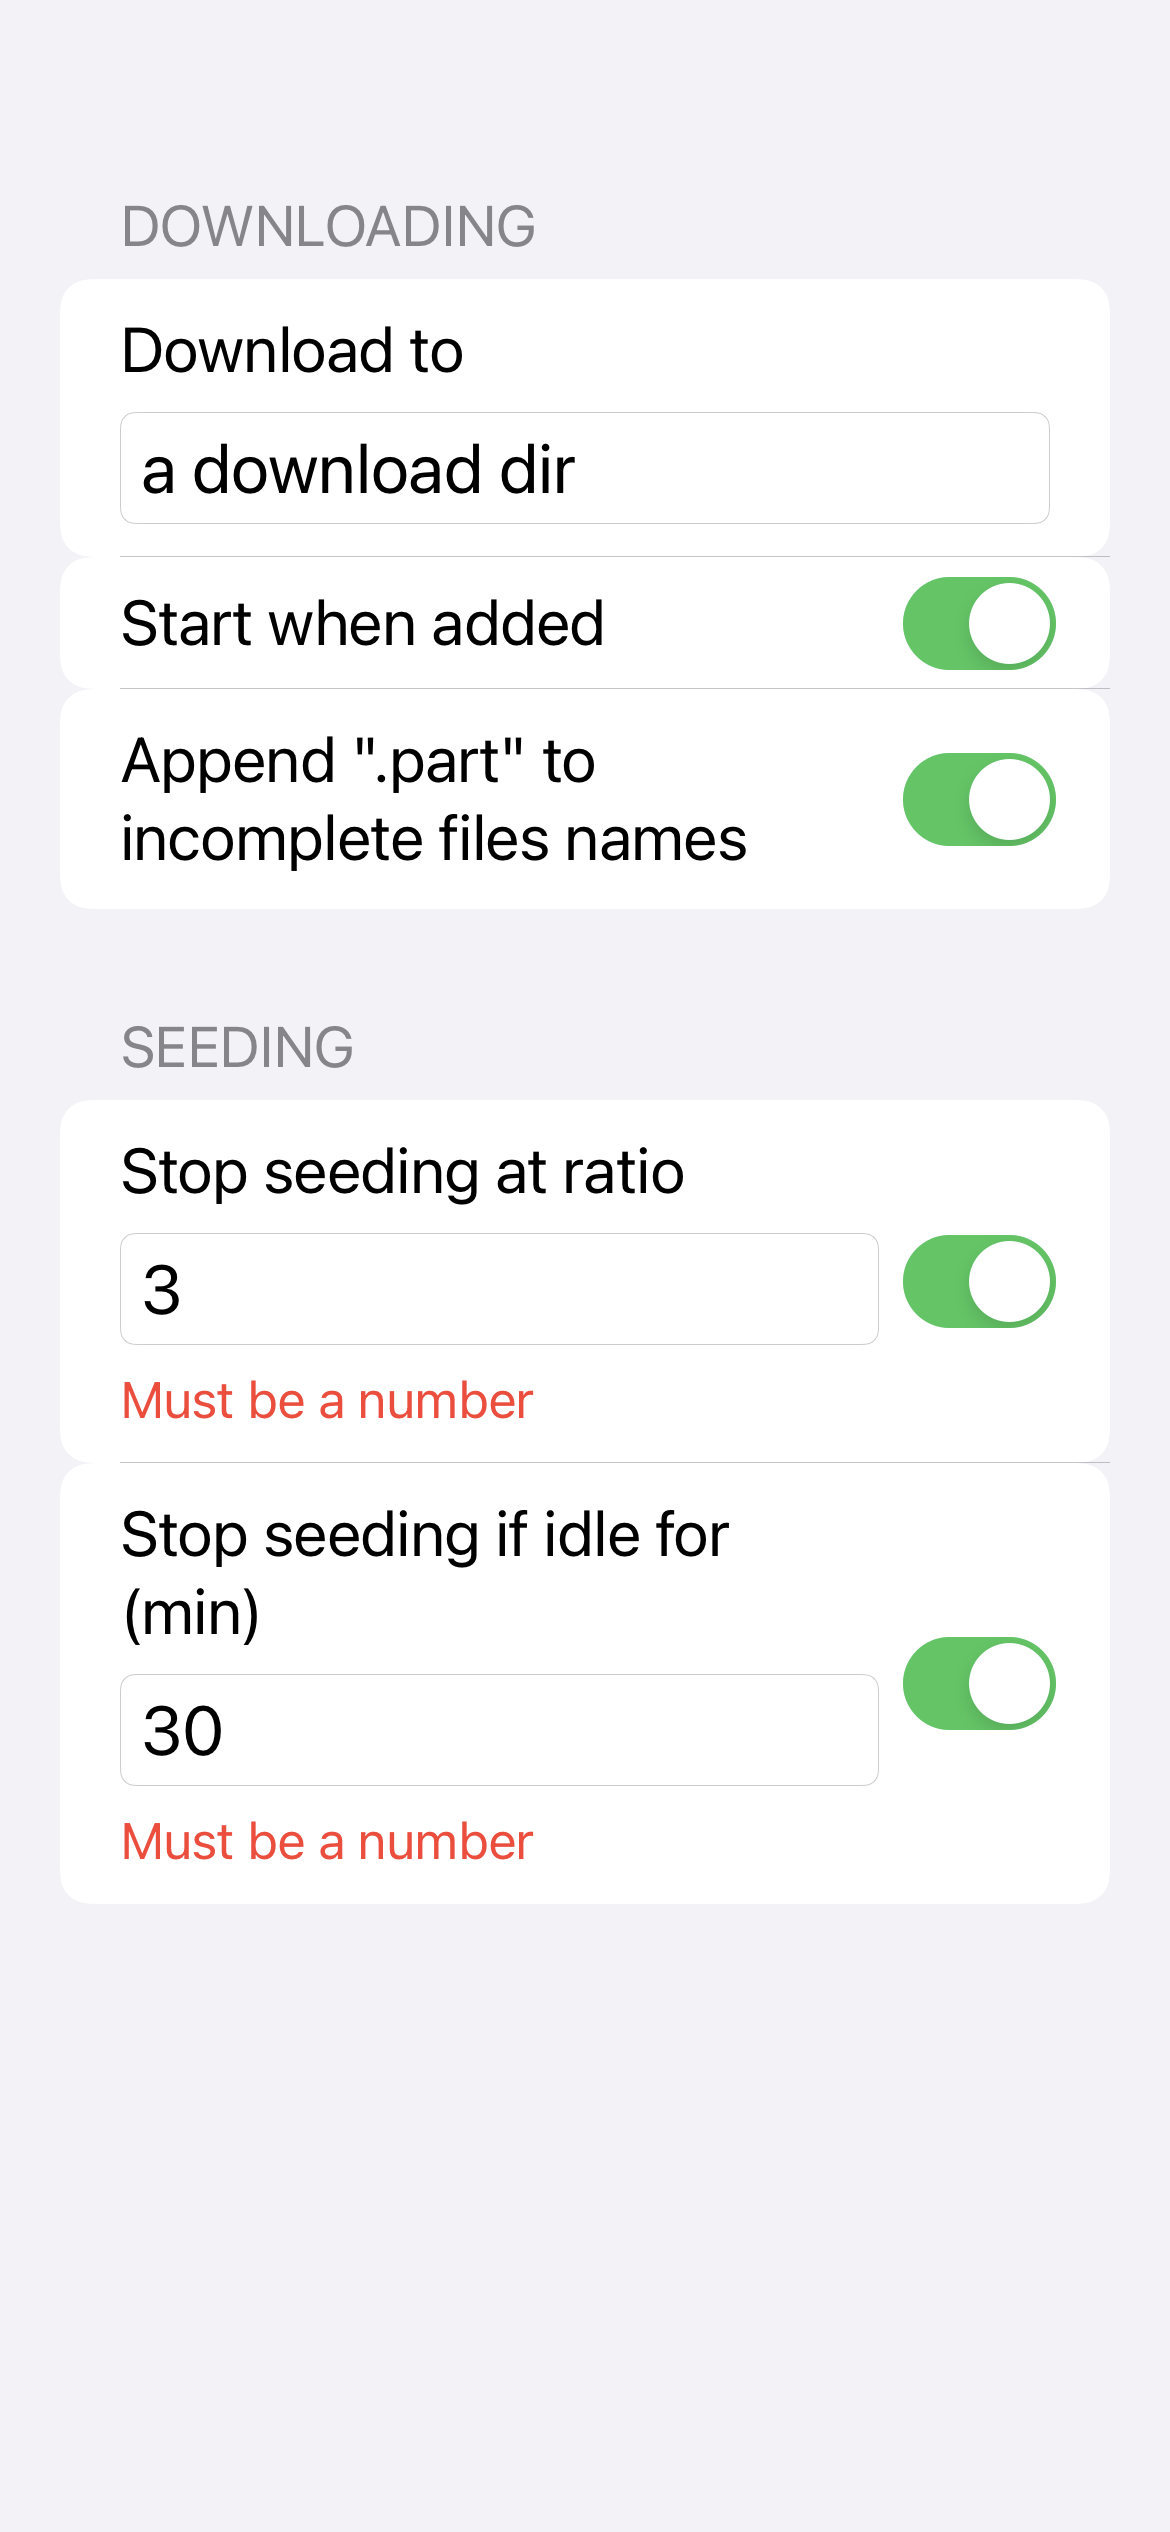 DOWNLOADING
Download to
a download dir
Start when added
Append ".part" to
incomplete files names
SEEDING
Stop seeding at ratio
3
Must be a number
Stop seeding if idle for
(min)
30
Must be a number